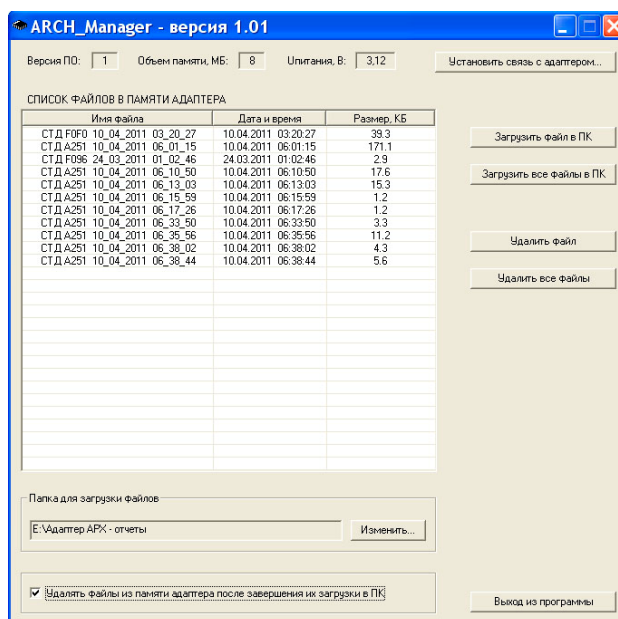 ARCH_Manager - версия 1.01
Версия ПО: 1 Объем памяти, МБ: 8 Uпитания, В: 3,12 Установить связь с адаптером...
СПИСОК ФАЙЛОВ В ПАМЯТИ АДАПТЕРА
Имя файла Дата и время Размер, КБ
СТД F0F0 10_04_2011 03_20_27 10.04.2011 03:20:27 39.3
СТД A251 10_04_2011 06_01_15 10.04.2011 06:01:15 171.1
СТД F096 24_03_2011 01_02_46 24.03.2011 01:02:46 2.9
СТД A251 10_04_2011 06_10_50 10.04.2011 06:10:50 17.6
СТД A251 10_04_2011 06_13_03 10.04.2011 06:13:03 15.3
СТД A251 10_04_2011 06_15_59 10.04.2011 06:15:59 1.2
СТД A251 10_04_2011 06_17_26 10.04.2011 06:17:26 1.2
СТД A251 10_04_2011 06_33_50 10.04.2011 06:33:50 3.3
СТД A251 10_04_2011 06_35_56 10.04.2011 06:35:56 11.2
СТД A251 10_04_2011 06_38_02 10.04.2011 06:38:02 4.3
СТД A251 10_04_2011 06_38_44 10.04.2011 06:38:44 5.6
Загрузить файл в ПК
Загрузить все файлы в ПК
Удалить файл
Удалить все файлы
Папка для загрузки файлов
E:\Адаптер АРХ - отчеты Изменить...
Удалять файлы из памяти адаптера после завершения их загрузки в ПК
Выход из программы